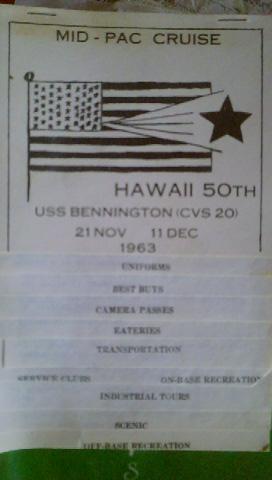 MID - PAC CRUISE
HAWAII 50TH
USS BENNINGTON (CVS 20)
21 NOV 11 DEC
1963
UNIFORMS
BEST BUYS
CAMERA PASSES
EATERIES
TRANSPORTATION
SERVICE CLUBS ON-BASE RECREATION
INDUSTRIAL TOURS
SCENIC
OFF-BASE RECREATION
S